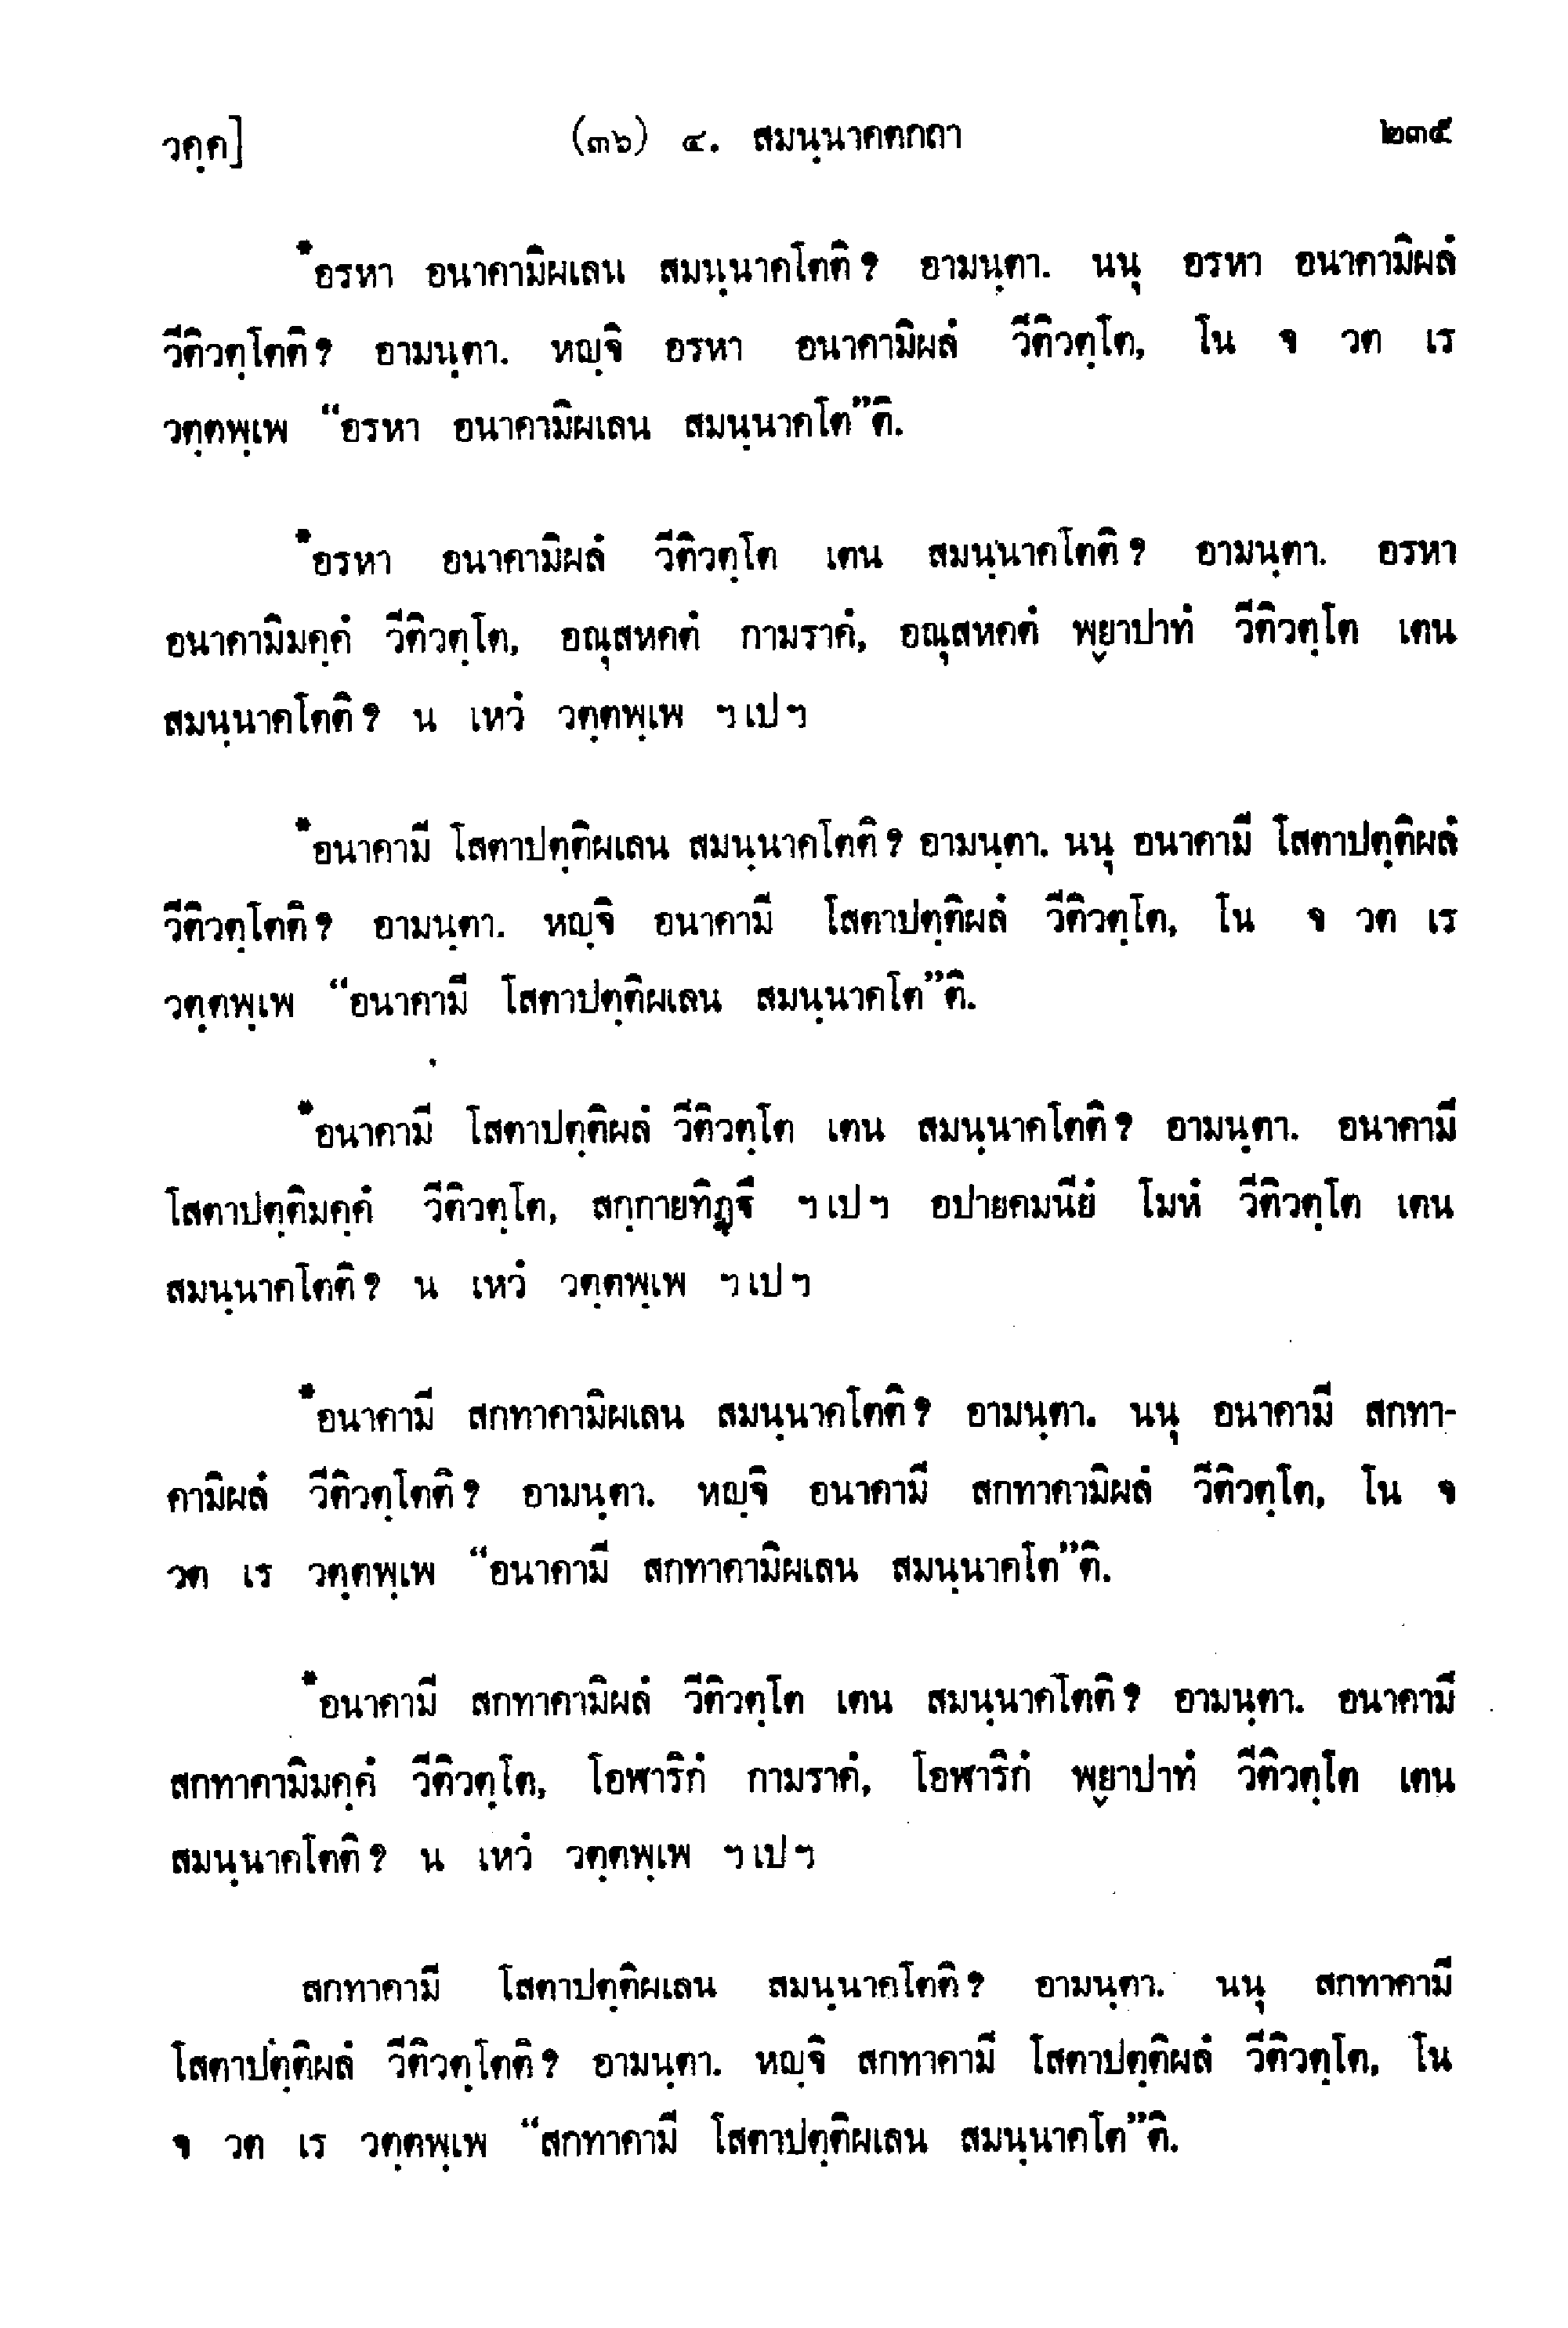 วคฺค]
(๓๖) ๔. สมนฺนาคตกถา
๒๓๕
*อรหา อนาคามิผเลน สมนฺนาคโตติ? อามนฺตา. นนุ อรหา อนาคามิผลํ
วีติวตฺโตติ? อามนฺตา. หญฺจิ อรหา อนาคามิผลํ วีติวตฺโต, โน จ วต เร
วตฺตพฺเพ “อรหา อนาคามิผเลน สมนฺนาคโต”ติ.
*อรหา อนาคามิผลํ วีติวตฺโต เตน สมนฺนาคโตติ? อามนฺตา. อรหา
อนาคามิมคฺคํ วีติวตฺโต, อณุสหคตํ กามราคํ, อณุสหคตํ พฺยาปาทํ วีติวตฺโต เตน
สมนฺนาคโตติ? น เหวํ วตฺตพฺเพ ฯเปฯ
*อนาคามี โสตาปตฺติผเลน สมนฺนาคโตติ? อามนฺตา. นนุ อนาคามี โสตาปตฺติผลํ
วีติวตฺโตติ? อามนฺตา. หญฺจิ อนาคามี โสตาปตฺติผลํ วีติวตฺโต, โน จ วต เร
วตฺตพฺเพ “อนาคามี โสตาปตฺติผเลน สมนฺนาคโต”ติ.
*อนาคามี โสตาปตฺติผลํ วีติวตฺโต เตน สมนฺนาคโตติ? อามนฺตา. อนาคามี
โสตาปตฺติมคฺคํ วีติวตฺโต, สกฺกายทิฏฺฐึ ฯเปฯ อปายคมนียํ โมหํ วีติวตฺโต เตน
สมนฺนาคโตติ? น เหวํ วตฺตพฺเพ ฯเปฯ
*อนาคามี สกทาคามิผเลน สมนฺนาคโตติ? อามนฺตา. นนุ อนาคามี สกทา-
คามิผลํ วีติวตฺโตติ? อามนฺตา. หญฺจิ อนาคามี สกทาคามิผลํ วีติวตฺโต, โน จ
วต เร วตฺตพฺเพ “อนาคามี สกทาคามิผเลน สมนฺนาคโต”ติ.
*อนาคามี สกทาคามิผลํ วีติวตฺโต เตน สมนฺนาคโตติ? อามนฺตา. อนาคามี
สกทาคามิมคฺคํ วีติวตฺโต, โอฬาริกํ กามราคํ, โอฬาริกํ พฺยาปาทํ วีติวตฺโต เตน
สมนฺนาคโตติ? น เหวํ วตฺตพฺเพ ฯเปฯ
สกทาคามี โสตาปตฺติผเลน สมนฺนาคโตติ? อามนฺตา. นนุ สกทาคามี
โสตาปตฺติผลํ วีติวตฺโตติ? อามนฺตา. หญฺจิ สกทาคามี โสตาปตฺติผลํ วีติวตฺโต, โน
จ วต เร วตฺตพฺเพ “สกทาคามี โสตาปตฺติผเลน สมนฺนาคโต”ติ.